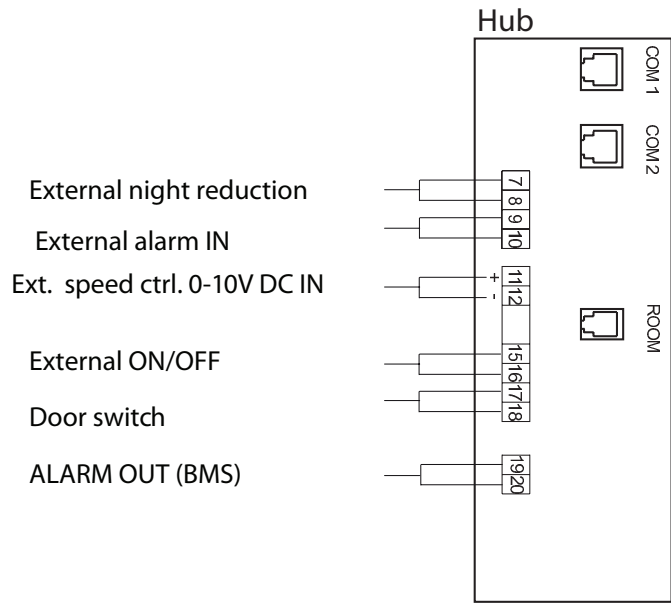 Hub
COM 1
COM 2
External night reduction
7
8
External alarm IN
9
10
Ext. speed ctrl. 0-10V DC IN
+
-
11
12
ROOM
External ON/OFF
15
16
Door switch
17
18
ALARM OUT (BMS)
19
20